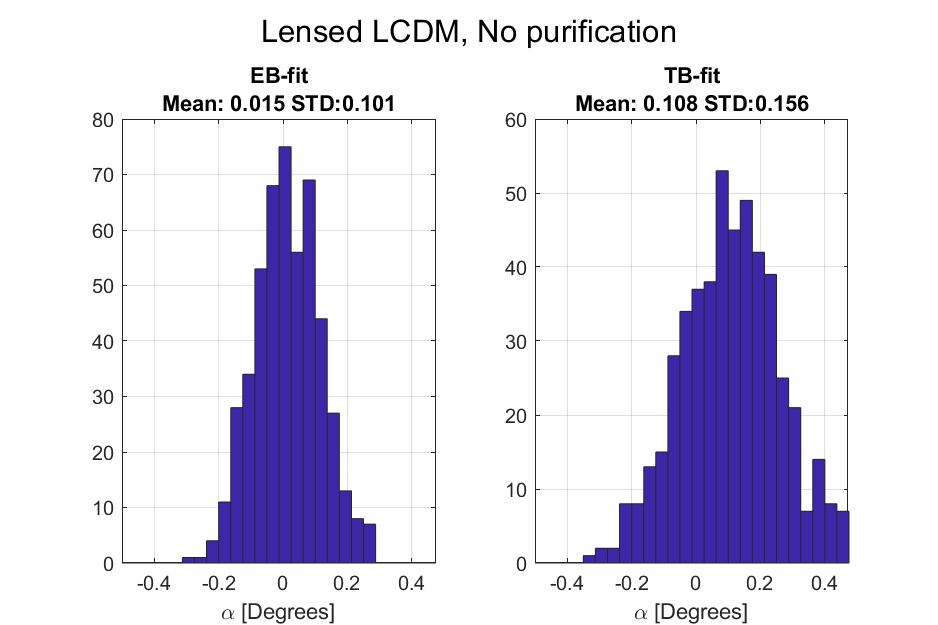 Lensed LCDM, No purification
EB-fit
Mean: 0.015 STD:0.101
80
70
60
50
40
30
20
10
0
-0.4 -0.2 0 0.2 0.4
α [Degrees]
TB-fit
Mean: 0.108 STD:0.156
60
50
40
30
20
10
0
-0.4 -0.2 0 0.2 0.4
α [Degrees]